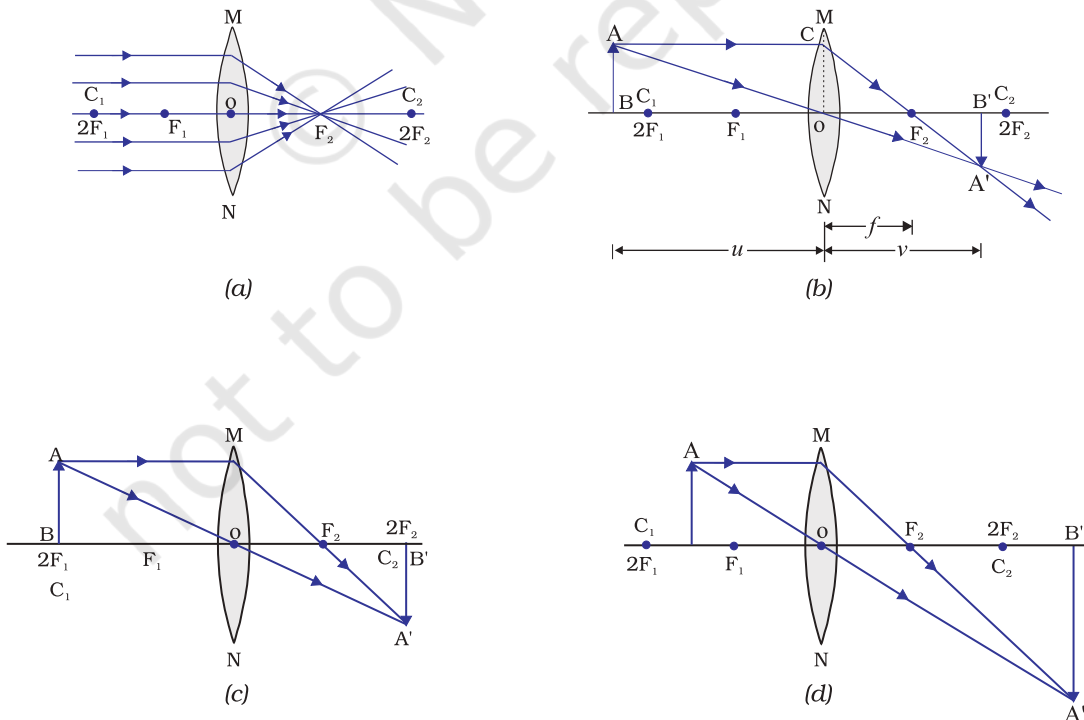 M
C₁
2F₁
F₁
O
F₂
C₂
2F₂
N
(a)
A
M
C
B
C₁
2F₁
F₁
O
F₂
B'
C₂
2F₂
A'
N
f
u
v
(b)
A
M
B
2F₁
C₁
F₁
O
F₂
2F₂
C₂
B'
A'
N
(c)
A
M
C₁
2F₁
F₁
O
F₂
2F₂
C₂
B'
A'
N
(d)
© N
not to be rep